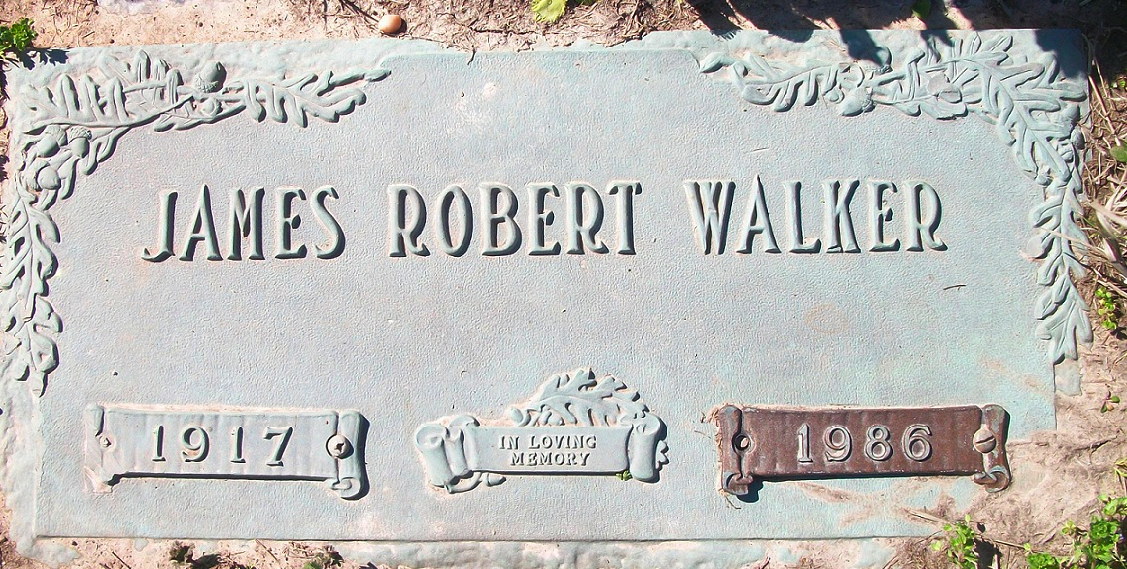 JAMES ROBERT WALKER
1917
IN LOVING
MEMORY
1986